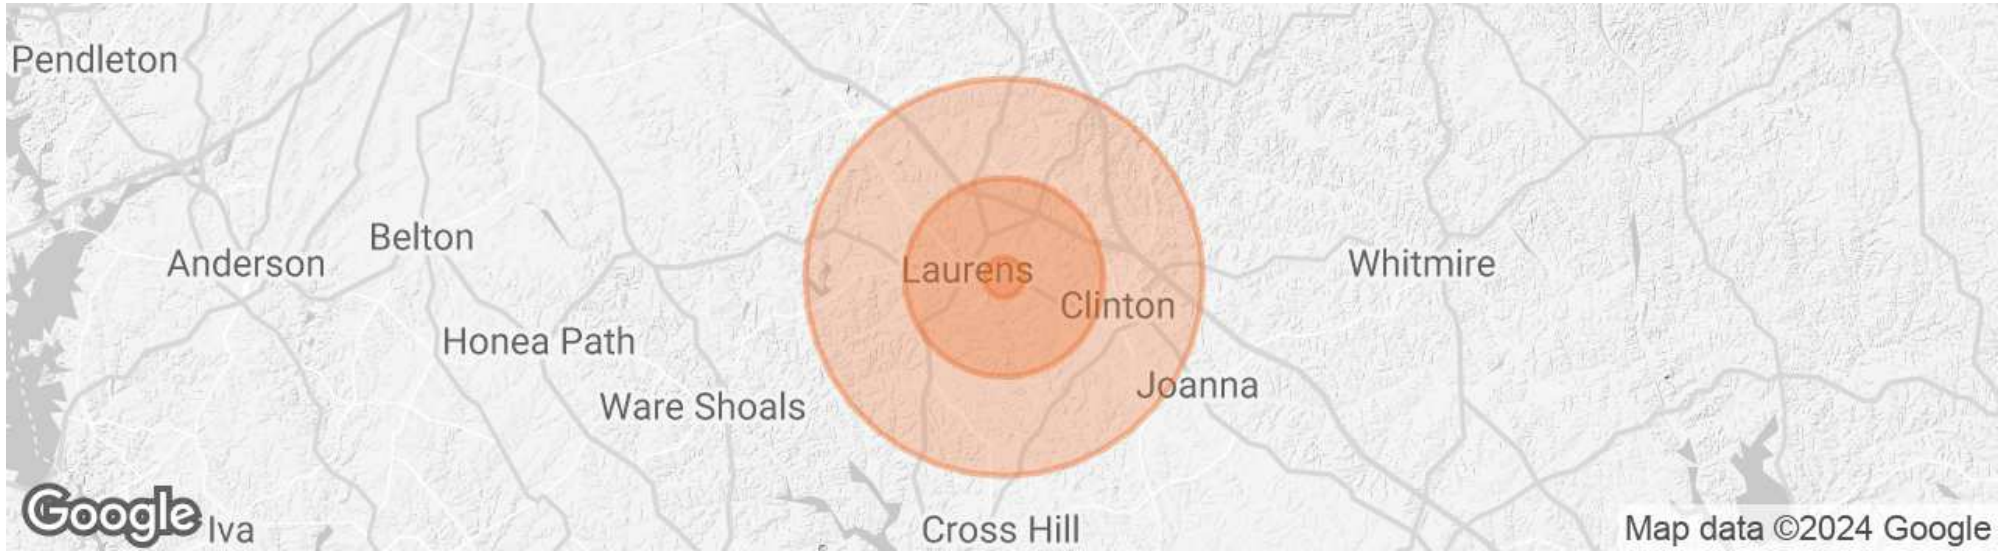 Pendleton
Belton
Anderson
Laurens
Whitmire
Clinton
Honea Path
Joanna
Ware Shoals
Google
Iva
Cross Hill
Map data ©2024 Google